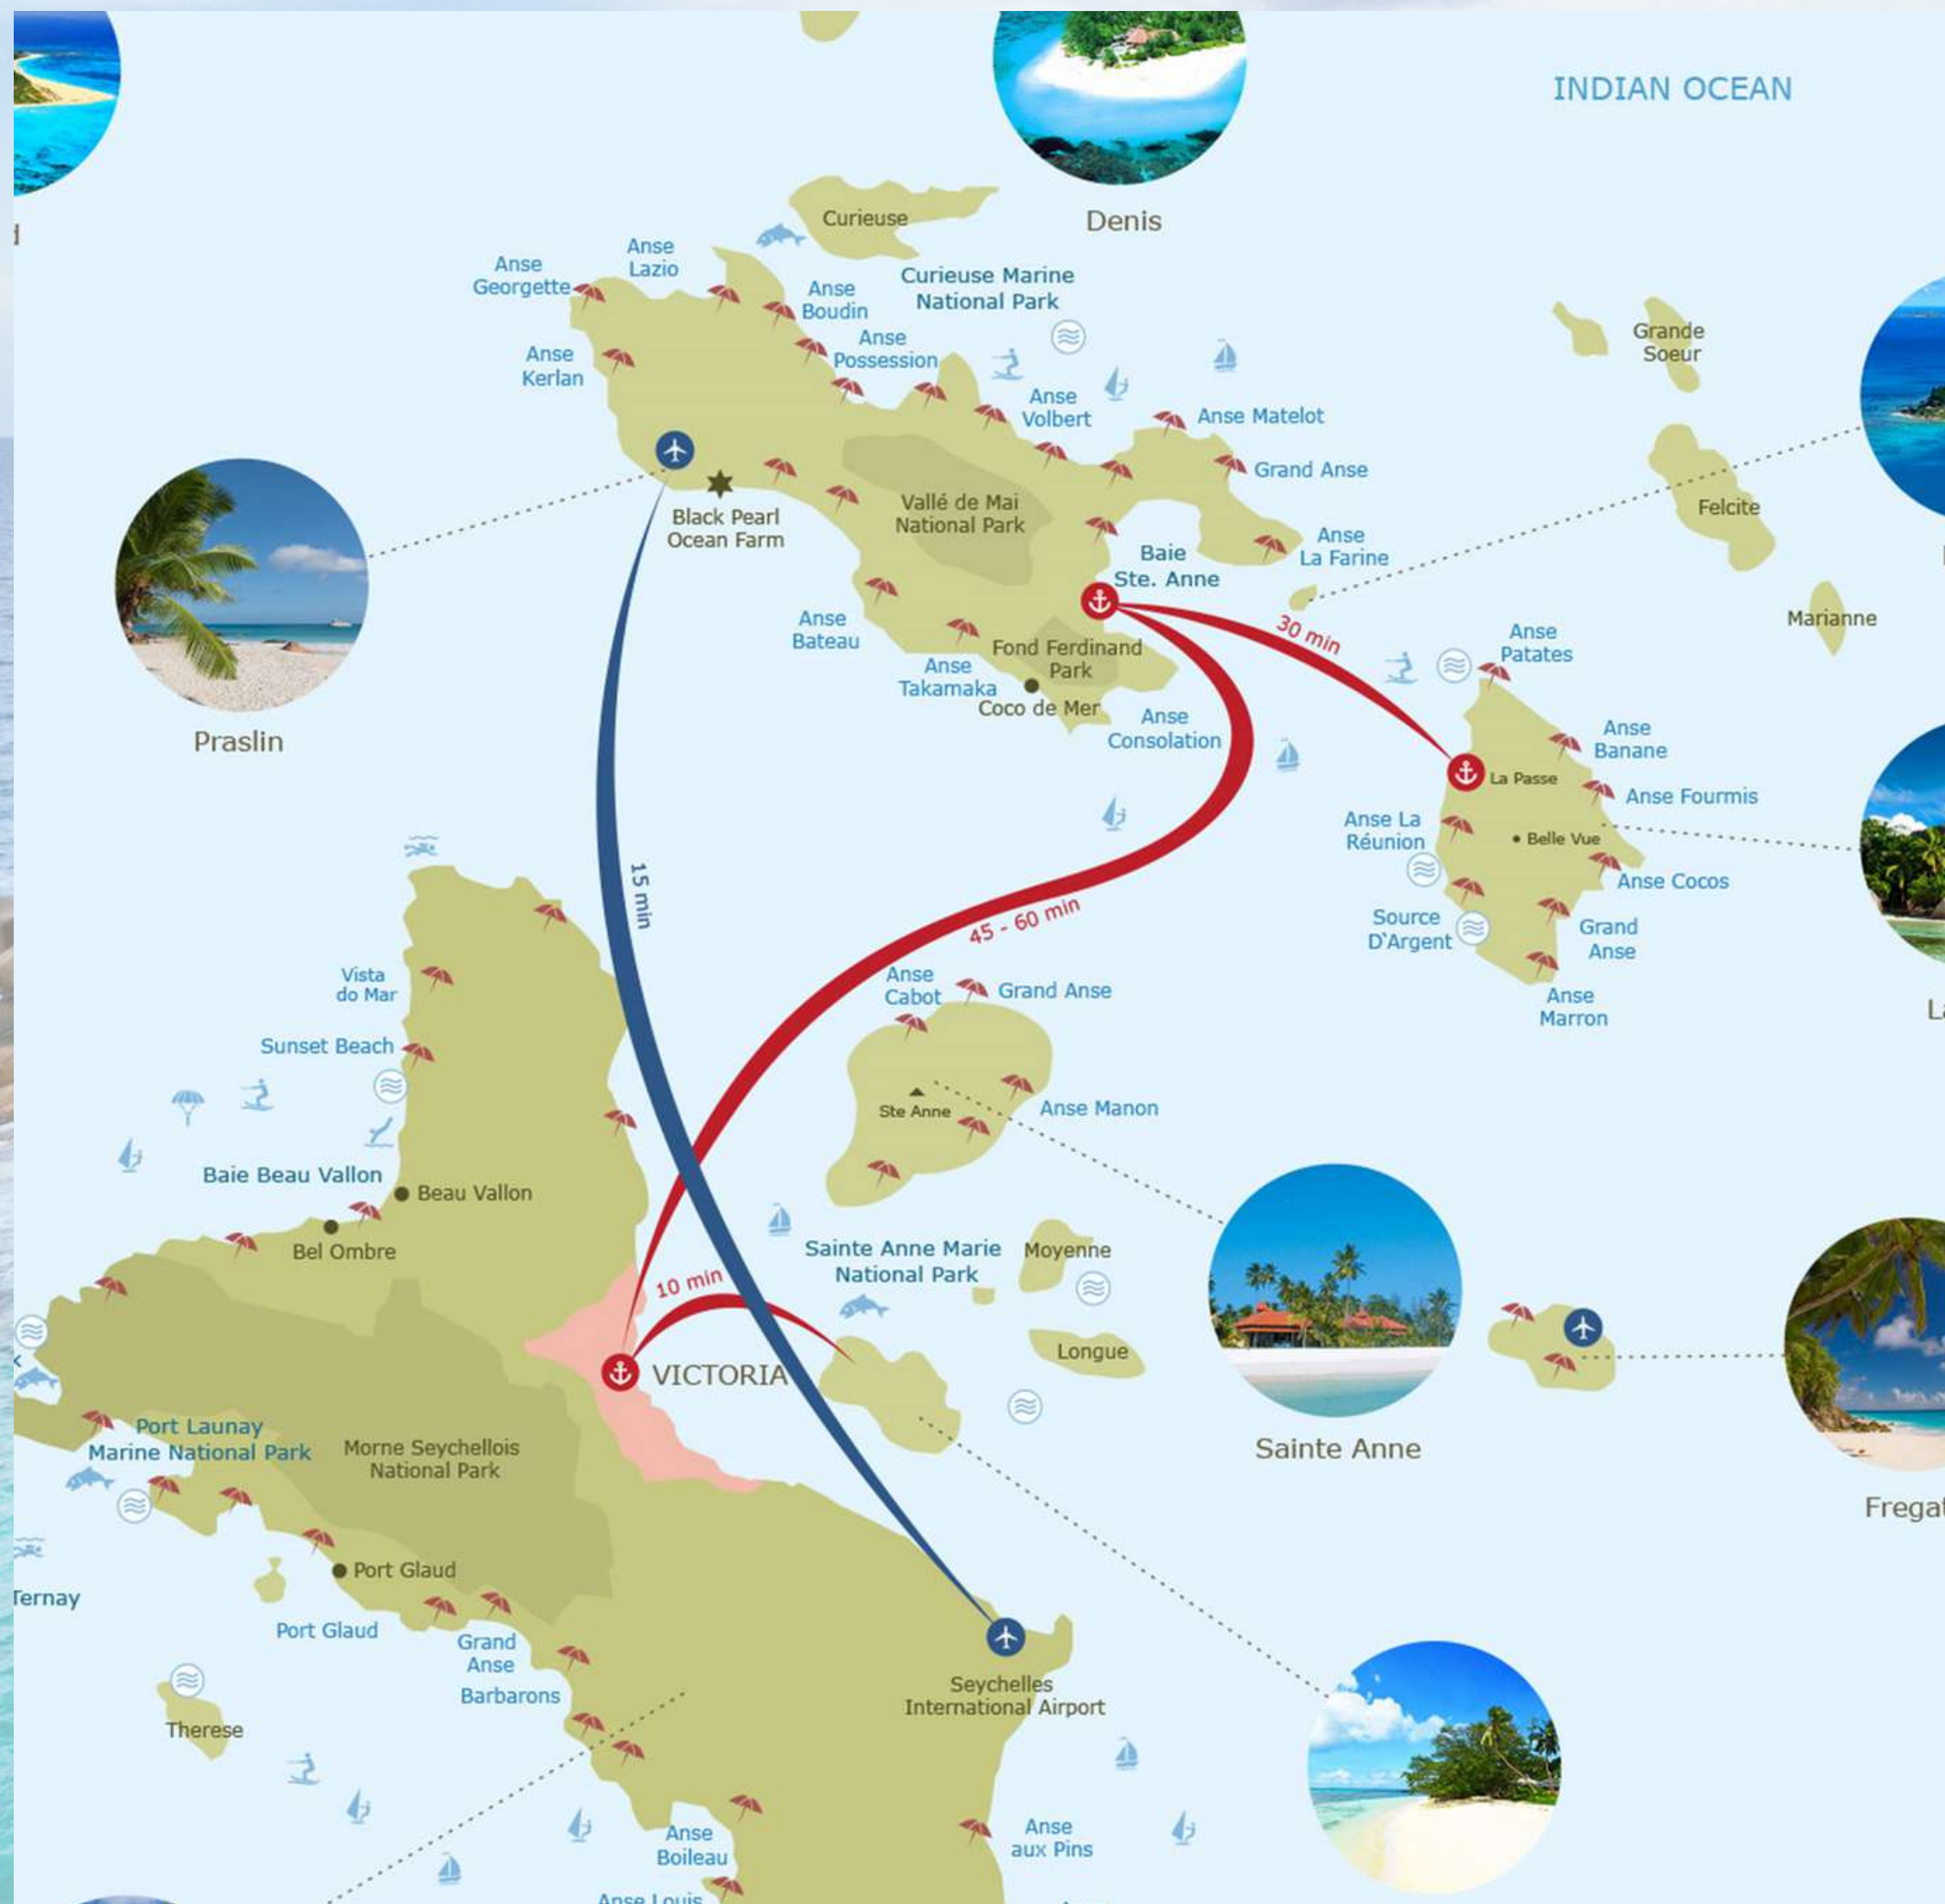 INDIAN OCEAN
Denis
Curieuse
Anse
Lazio
Anse
Georgette
Curieuse Marine
National Park
Anse
Boudin
Anse
Possession
Anse
Kerlan
Grande
Soeur
Anse
Volbert
Anse Matelot
Grand Anse
Vallé de Mai
National Park
Felcite
Black Pearl
Ocean Farm
Anse
La Farine
Baie
Ste. Anne
Marianne
Anse
Bateau
30 min
Fond Ferdinand
Park
Anse
Patates
Anse
Takamaka
Coco de Mer
Anse
Consolation
Praslin
Anse
Banane
La Passe
Anse Fourmis
Anse La
Réunion
Belle Vue
Anse Cocos
15 min
45 - 60 min
Source
D`Argent
Grand
Anse
Anse
Marron
Vista
do Mar
Anse
Cabot
Grand Anse
Sunset Beach
Ste Anne
Anse Manon
Baie Beau Vallon
Beau Vallon
Bel Ombre
Sainte Anne Marie
National Park
Moyenne
10 min
Longue
VICTORIA
Port Launay
Marine National Park
Morne Seychellois
National Park
Sainte Anne
Fregat
Port Glaud
Ternay
Port Glaud
Grand
Anse
Barbarons
Seychelles
International Airport
Therese
Anse
Boileau
Anse
aux Pins
Anse Louis